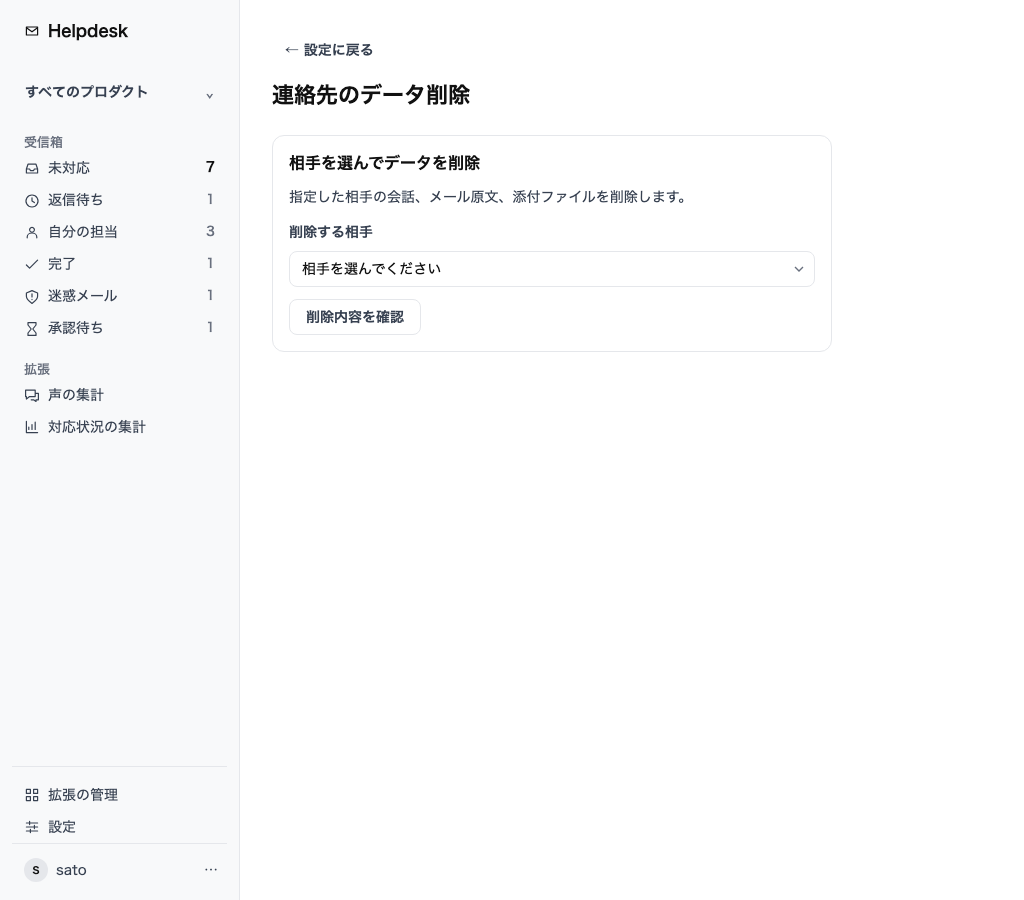 Helpdesk
すべてのプロダクト
受信箱
未対応 7
返信待ち 1
自分の担当 3
完了 1
迷惑メール 1
承認待ち 1
拡張
声の集計
対応状況の集計
拡張の管理
設定
S sato ...
← 設定に戻る
連絡先のデータ削除
相手を選んでデータを削除
指定した相手の会話、メール原文、添付ファイルを削除します。
削除する相手
相手を選んでください
削除内容を確認